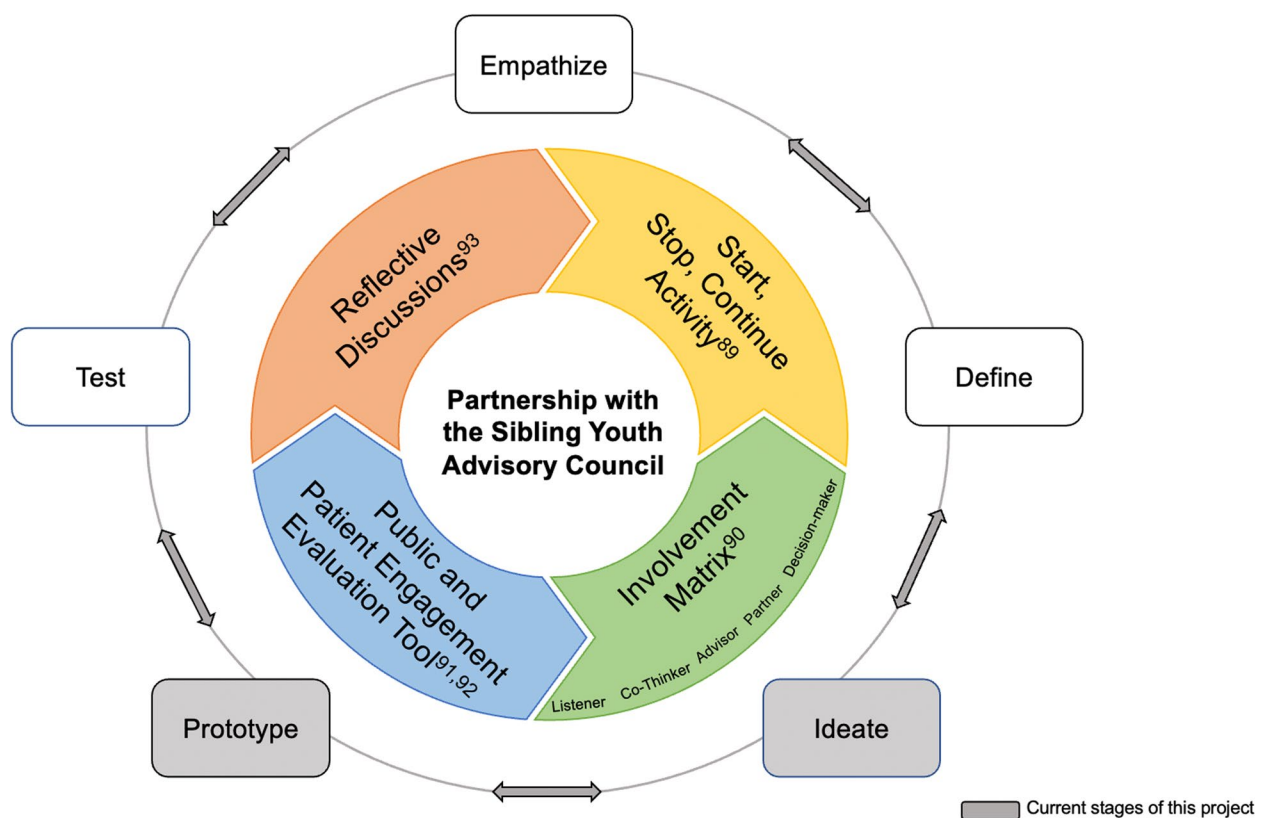 Empathize
Reflective
Discussions93
Start,
Stop, Continue
Activity89
Test
Define
Partnership with
the Sibling Youth
Advisory Council
Public and
Patient Engagement
Evaluation Tool91,92
Involvement
Matrix90
Listener Co-Thinker Advisor Partner Decision-maker
Prototype
Ideate
Current stages of this project